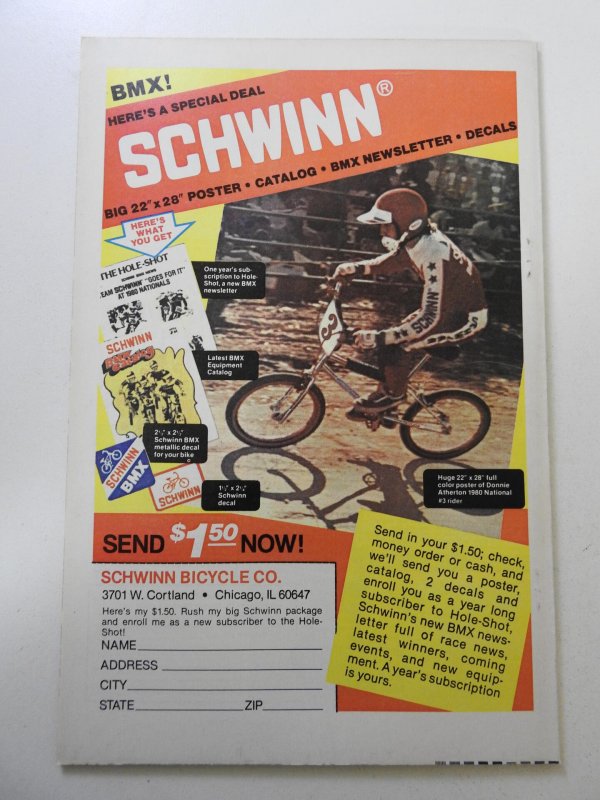 BMX!
HERE'S A SPECIAL DEAL
SCHWINN®
BIG 22" x 28" POSTER • CATALOG • BMX NEWSLETTER • DECALS
HERE'S
WHAT
YOU GET
THE HOLE-SHOT
SCHWINN BMX NEWS
TEAM SCHWINN "GOES FOR IT"
AT 1980 NATIONALS
One year's sub-
scription to Hole-
Shot, a new BMX
newsletter
SCHWINN
Latest BMX
Equipment
Catalog
2½" x 2½"
Schwinn BMX
metallic decal
for your bike
SCHWINN
BMX
SCHWINN
1½" x 2½"
Schwinn
decal
SCHWINN
3
Huge 22" x 28" full
color poster of Donnie
Atherton 1980 National
#3 rider
SEND $1.50 NOW!
SCHWINN BICYCLE CO.
3701 W. Cortland • Chicago, IL 60647
Here's my $1.50. Rush my big Schwinn package
and enroll me as a new subscriber to the Hole-
Shot!
NAME
ADDRESS
CITY
STATE ZIP
Send in your $1.50; check,
money order or cash, and
we'll send you a poster,
catalog, 2 decals and
enroll you as a year long
subscriber to Hole-Shot,
Schwinn's new BMX news-
letter full of race news,
latest winners, coming
events, and new equip-
ment. A year's subscription
is yours.